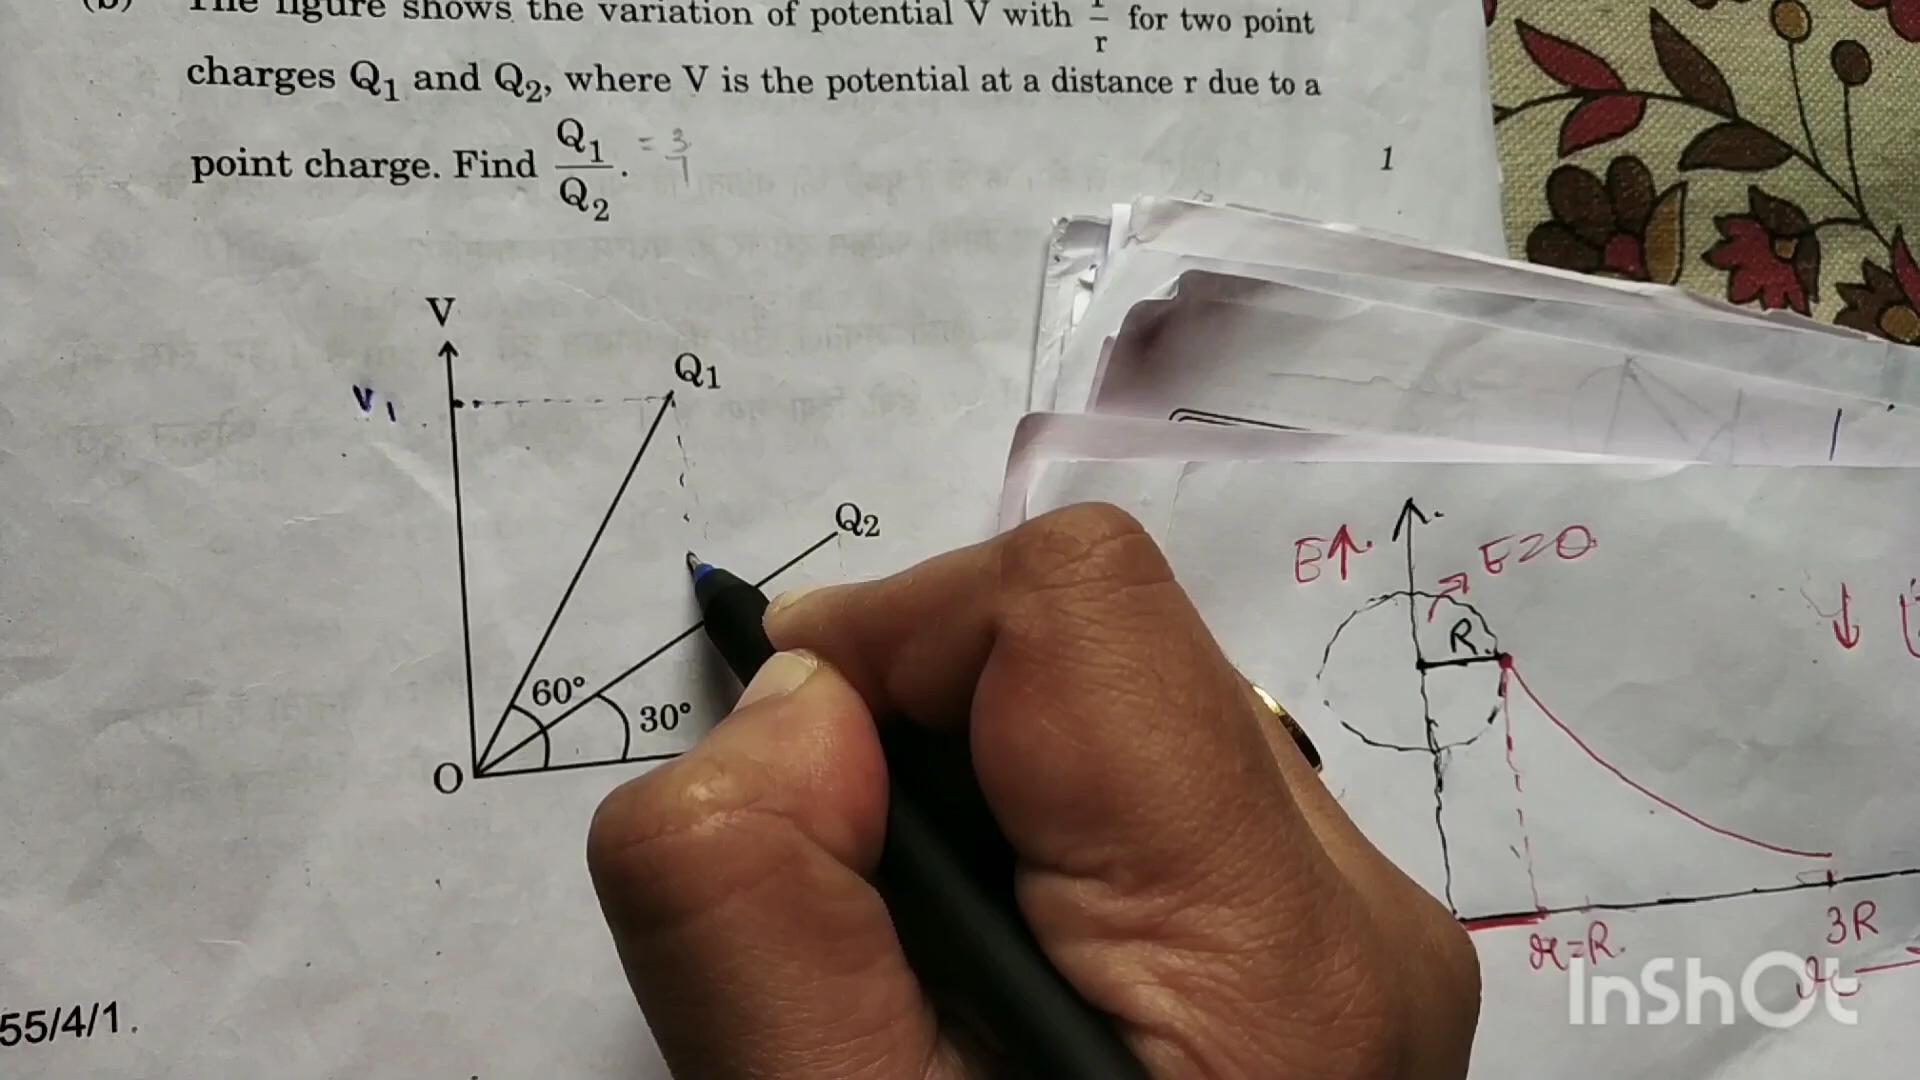 (b) The figure shows the variation of potential V with 1/r for two point
charges Q1 and Q2, where V is the potential at a distance r due to a
point charge. Find Q1/Q2. = 3/1
1
V
V1
Q1
Q2
60°
30°
O
E↑
E=0
R
↓
r=R.
3R
r
InShOt
55/4/1.